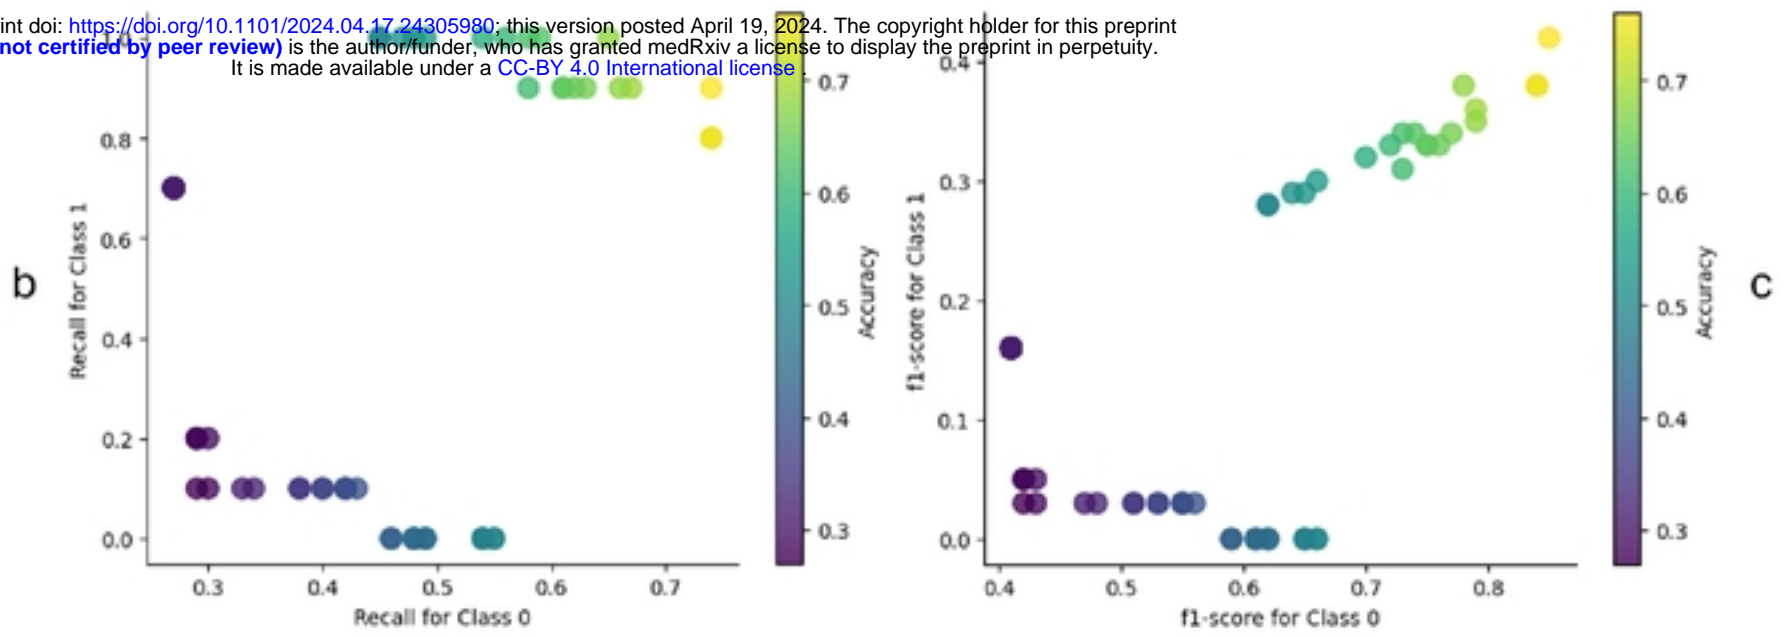 int doi: https://doi.org/10.1101/2024.04.17.24305980; this version posted April 19, 2024. The copyright holder for this preprint
not certified by peer review) is the author/funder, who has granted medRxiv a license to display the preprint in perpetuity.
It is made available under a CC-BY 4.0 International license .
b
Recall for Class 1
1.0
0.8
0.6
0.4
0.2
0.0
0.3 0.4 0.5 0.6 0.7
Recall for Class 0
0.7
0.6
0.5
0.4
0.3
Accuracy
f1-score for Class 1
0.4
0.3
0.2
0.1
0.0
0.4 0.5 0.6 0.7 0.8
f1-score for Class 0
0.7
0.6
0.5
0.4
0.3
Accuracy
c